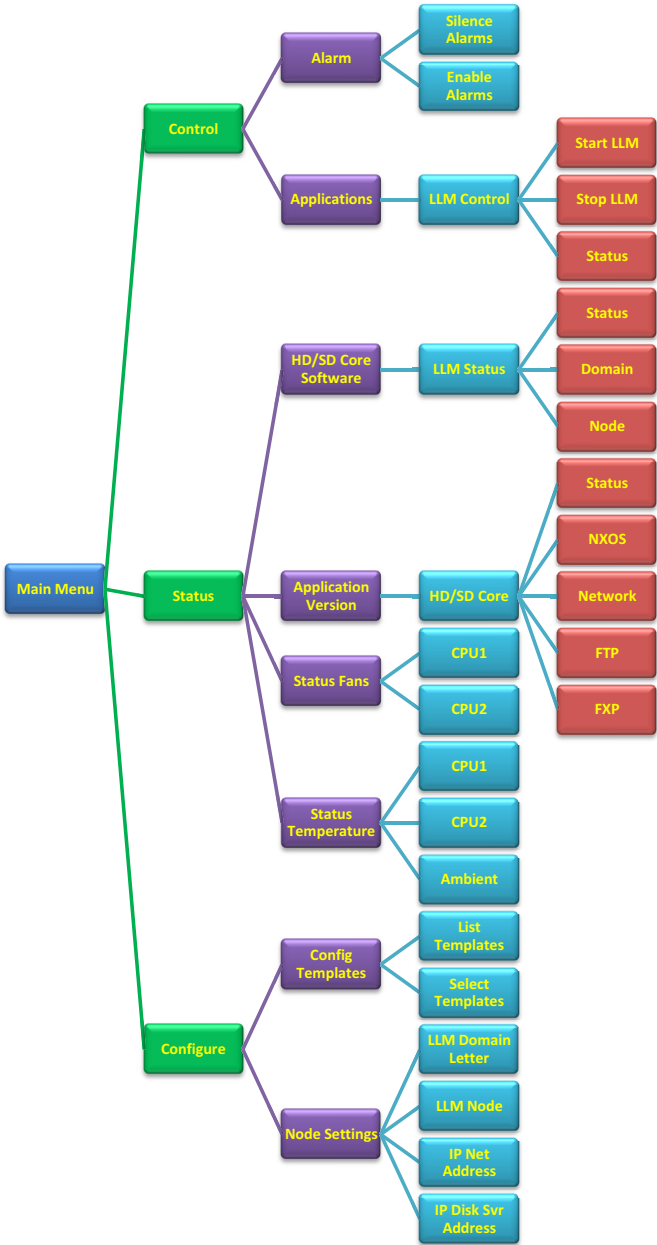 Main Menu
Control
Alarm
Silence
Alarms
Enable
Alarms
Applications
LLM Control
Start LLM
Stop LLM
Status
Status
HD/SD Core
Software
LLM Status
Status
Domain
Node
Application
Version
HD/SD Core
Status
NXOS
Network
FTP
FXP
Status Fans
CPU1
CPU2
Status
Temperature
CPU1
CPU2
Ambient
Configure
Config
Templates
List
Templates
Select
Templates
Node Settings
LLM Domain
Letter
LLM Node
IP Net
Address
IP Disk Svr
Address